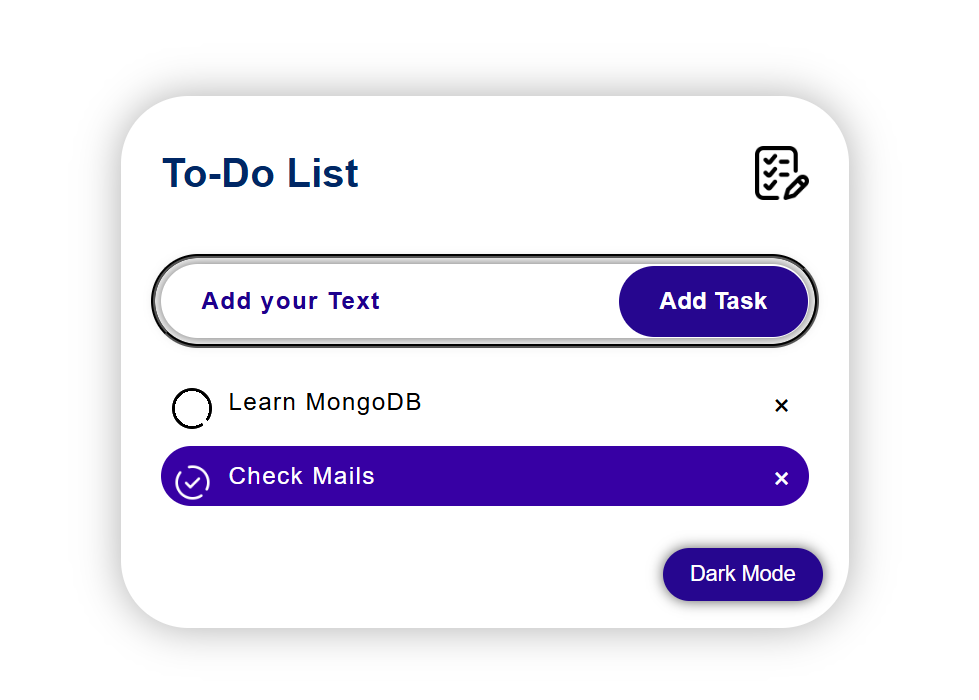 To-Do List
Add your Text
Add Task
Learn MongoDB ×
Check Mails ×
Dark Mode